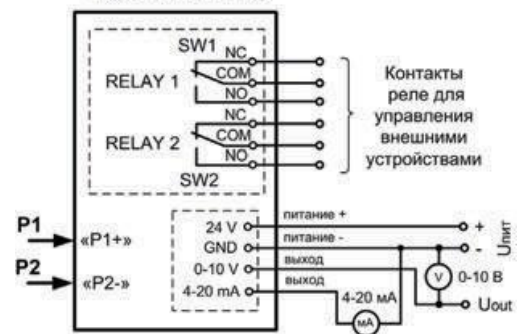 SW1
NC
COM
NO
RELAY 1
NC
COM
NO
RELAY 2
SW2
Контакты
реле для
управления
внешними
устройствами
P1
«P1+»
P2
«P2-»
24 V
GND
0-10 V
4-20 mA
питание +
питание -
выход
выход
+
-
Uпит
V
0-10 В
Uout
4-20 мА
мА